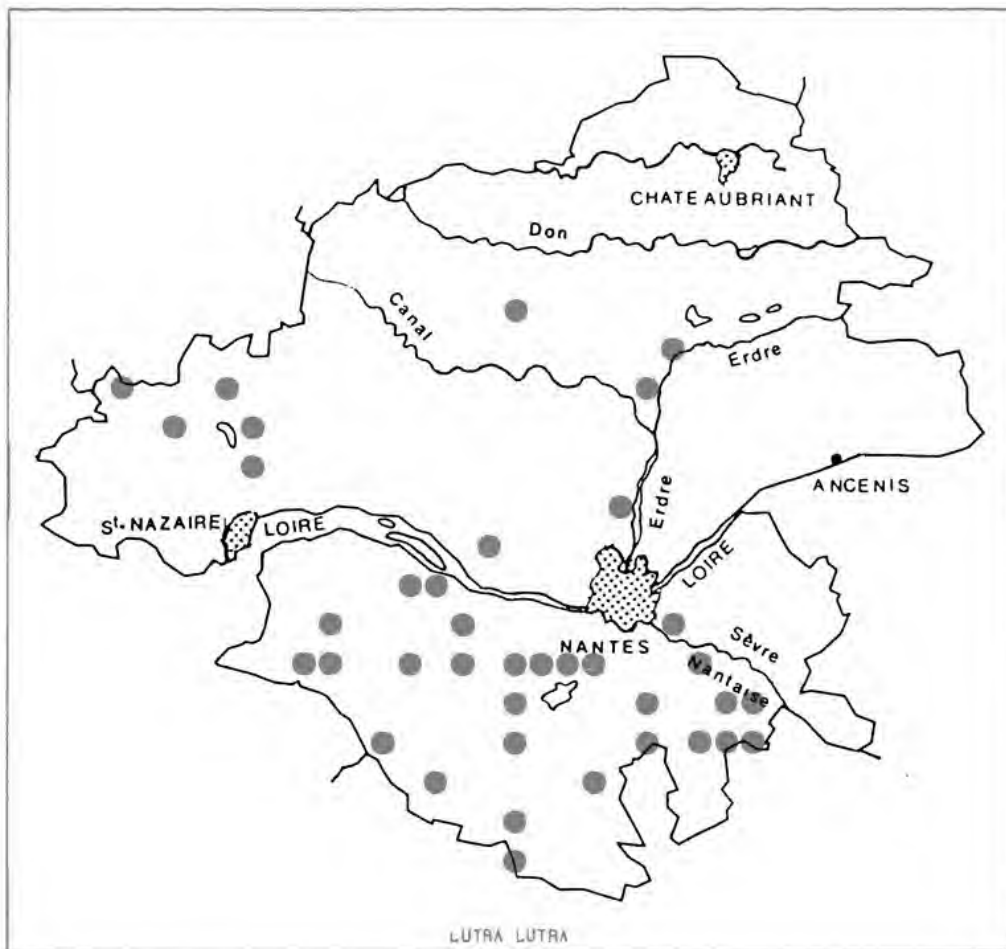 CHATEAUBRIANT
Don
Canal
Erdre
ANCENIS
Erdre
St. NAZAIRE
LOIRE
LOIRE
NANTES
Sèvre
Nantaise
LUTRA LUTRA